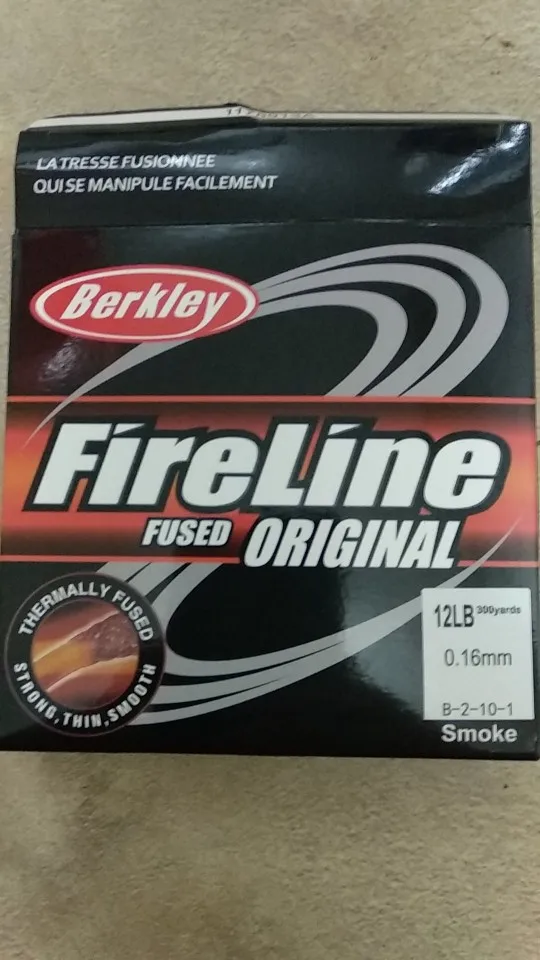 LA TRESSE FUSIONNEE
QUI SE MANIPULE FACILEMENT
Berkley
FireLine
FUSED ORIGINAL
THERMALLY FUSED
STRONG, THIN, SMOOTH
12LB 300yards
0.16mm
B-2-10-1
Smoke